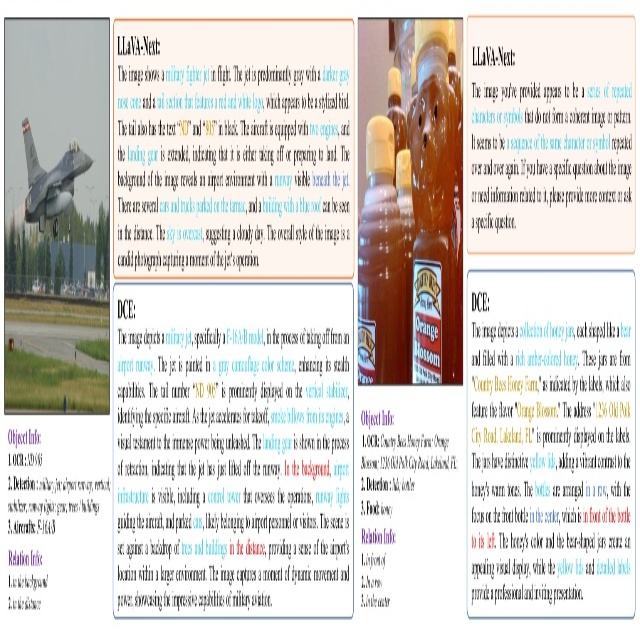 LLaVA-Next:
The image shows a military fighter jet in flight. The jet is predominantly gray with a darker gray
nose cone and a tail section that features a red and white logo, which appears to be a stylized bird.
The tail also has the text "ND" and "905" in black. The aircraft is equipped with two engines, and
the landing gear is extended, indicating that it is either taking off or preparing to land. The
background of the image reveals an airport environment with a runway visible beneath the jet.
There are several cars and trucks parked on the tarmac, and a building with a blue roof can be seen
in the distance. The sky is overcast, suggesting a cloudy day. The overall style of the image is a
candid photograph capturing a moment of the jet's operation.
DCE:
The image depicts a military jet, specifically a F-16A/B model, in the process of taking off from an
airport runway. The jet is painted in a gray camouflage color scheme, enhancing its stealth
capabilities. The tail number "ND 905" is prominently displayed on the vertical stabilizer,
identifying the specific aircraft. As the jet accelerates for takeoff, smoke billows from its engines, a
visual testament to the immense power being unleashed. The landing gear is shown in the process
of retraction, indicating that the jet has just lifted off the runway. In the background, airport
infrastructure is visible, including a control tower that oversees the operations, runway lights
guiding the aircraft, and parked cars, likely belonging to airport personnel or visitors. The scene is
set against a backdrop of trees and buildings in the distance, providing a sense of the airport's
location within a larger environment. The image captures a moment of dynamic movement and
power, showcasing the impressive capabilities of military aviation.
Object Info:
1. OCR :
2. Detection : military jet, airport runway, vertical
stabilizer, runway lights, gear, trees / buildings
3. Aircrafts: F-16A/B
Relation Info:
1. in the background
2. in the distance
Orange
Blossom
Object Info:
1. OCR: Country Bees Honey Farm: Orange
Blossom: 1236 Old Polk City Road, Lakeland, FL
2. Detection : lids, bottles
3. Food: honey
Relation Info:
1. in front of
2. In a row
3. In the center
LLaVA-Next:
The image you've provided appears to be a series of repeated
characters or symbols that do not form a coherent image or pattern.
It seems to be a sequence of the same character or symbol repeated
over and over again. If you have a specific question about the image
or need information related to it, please provide more context or ask
a specific question.
DCE:
The image depicts a collection of honey jars, each shaped like a bear
and filled with a rich amber-colored honey. These jars are from
"Country Bees Honey Farm," as indicated by the labels, which also
feature the flavor "Orange Blossom." The address "1236 Old Polk
City Road, Lakeland, FL" is prominently displayed on the labels.
The jars have distinctive yellow lids, adding a vibrant contrast to the
honey's warm tones. The bottles are arranged in a row, with the
focus on the front bottle in the center, which is in front of the bottle
to its left. The honey's color and the bear-shaped jars create an
appealing visual display, while the yellow lids and detailed labels
provide a professional and inviting presentation.